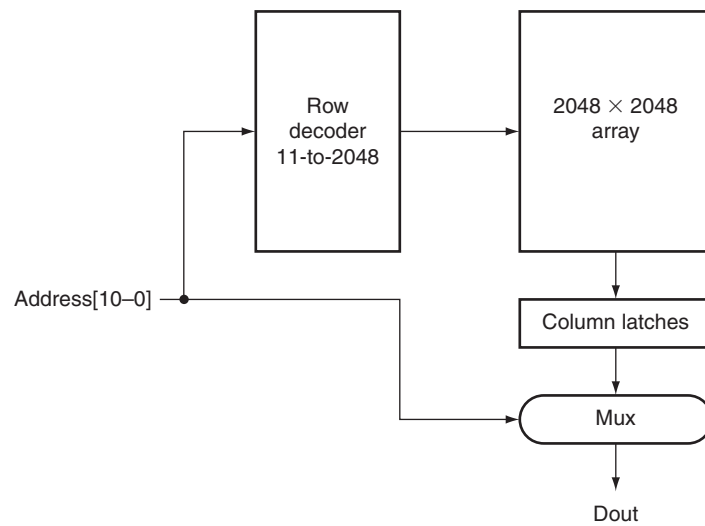 Row
decoder
11-to-2048
2048 × 2048
array
Address[10–0]
Column latches
Mux
Dout